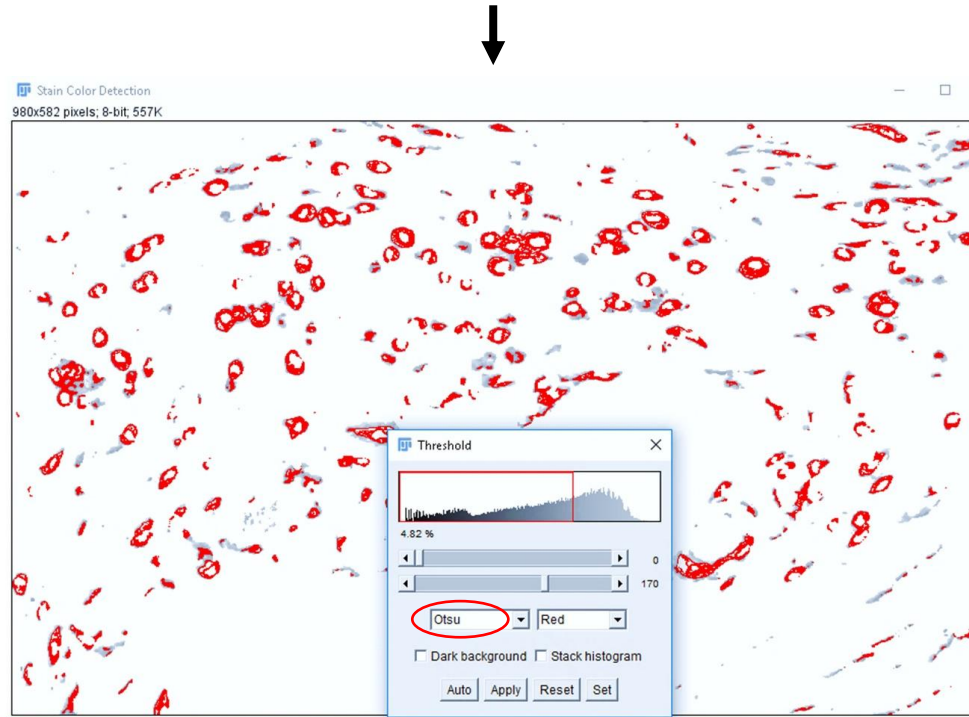 Stain Color Detection
980x582 pixels; 8-bit; 557K
Threshold
4.82 %
0
170
Otsu Red
Dark background Stack histogram
Auto Apply Reset Set